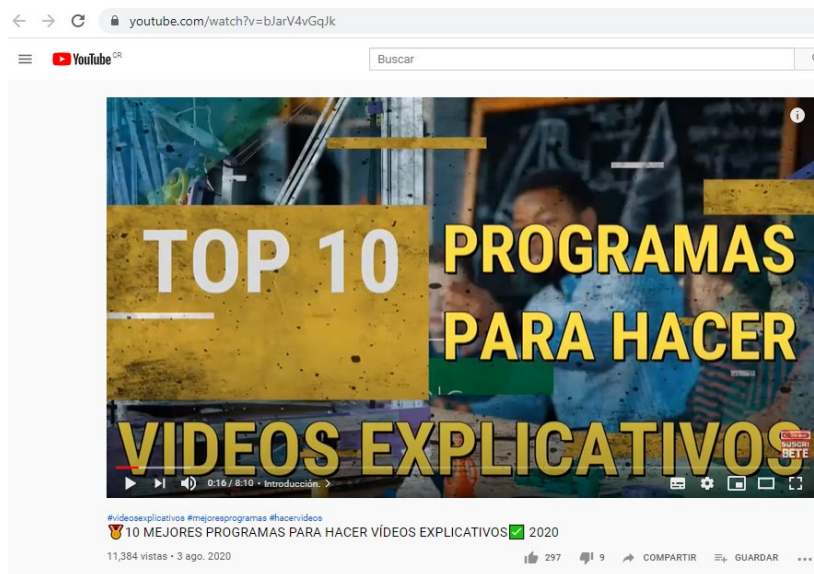 youtube.com/watch?v=bJarV4vGqJk
YouTube CR
Buscar
TOP 10
PROGRAMAS
PARA HACER
VIDEOS EXPLICATIVOS
SUSCRI
BETE
0:16 / 8:10 • Introducción. >
#videosexplicativos #mejoresprogramas #hacervideos
10 MEJORES PROGRAMAS PARA HACER VÍDEOS EXPLICATIVOS 2020
11,384 vistas • 3 ago. 2020
297
9
COMPARTIR
GUARDAR